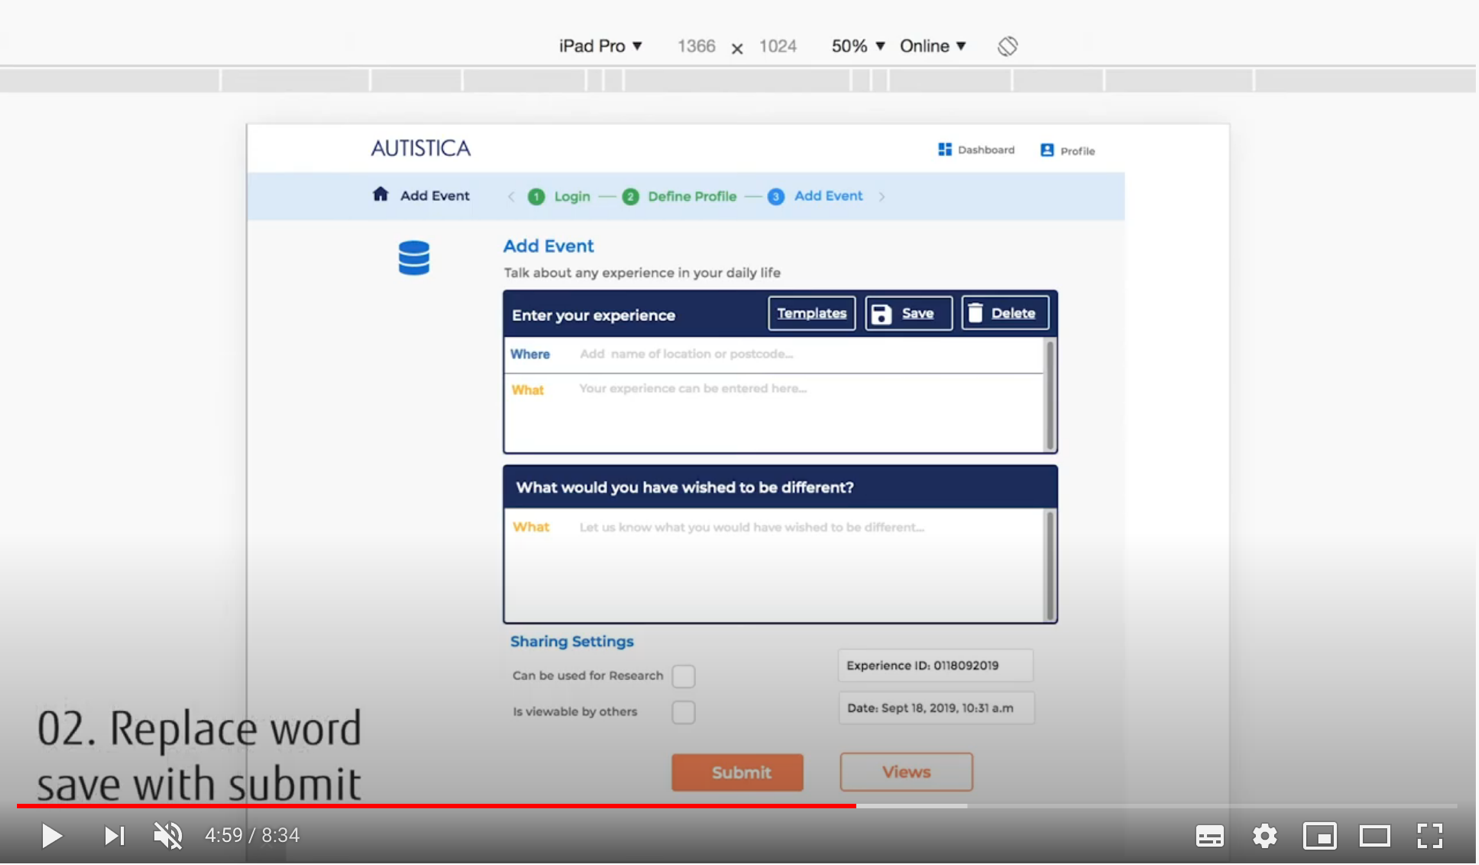 iPad Pro ▼ 1366 × 1024 50% ▼ Online ▼
AUTISTICA
Dashboard Profile
Add Event < 1 Login — 2 Define Profile — 3 Add Event >
Add Event
Talk about any experience in your daily life
Enter your experience Templates Save Delete
Where Add name of location or postcode...
What Your experience can be entered here...
What would you have wished to be different?
What Let us know what you would have wished to be different...
Sharing Settings
Can be used for Research
Experience ID: 0118092019
Is viewable by others
Date: Sept 18, 2019, 10:31 a.m
02. Replace word
save with submit
Submit Views
4:59 / 8:34